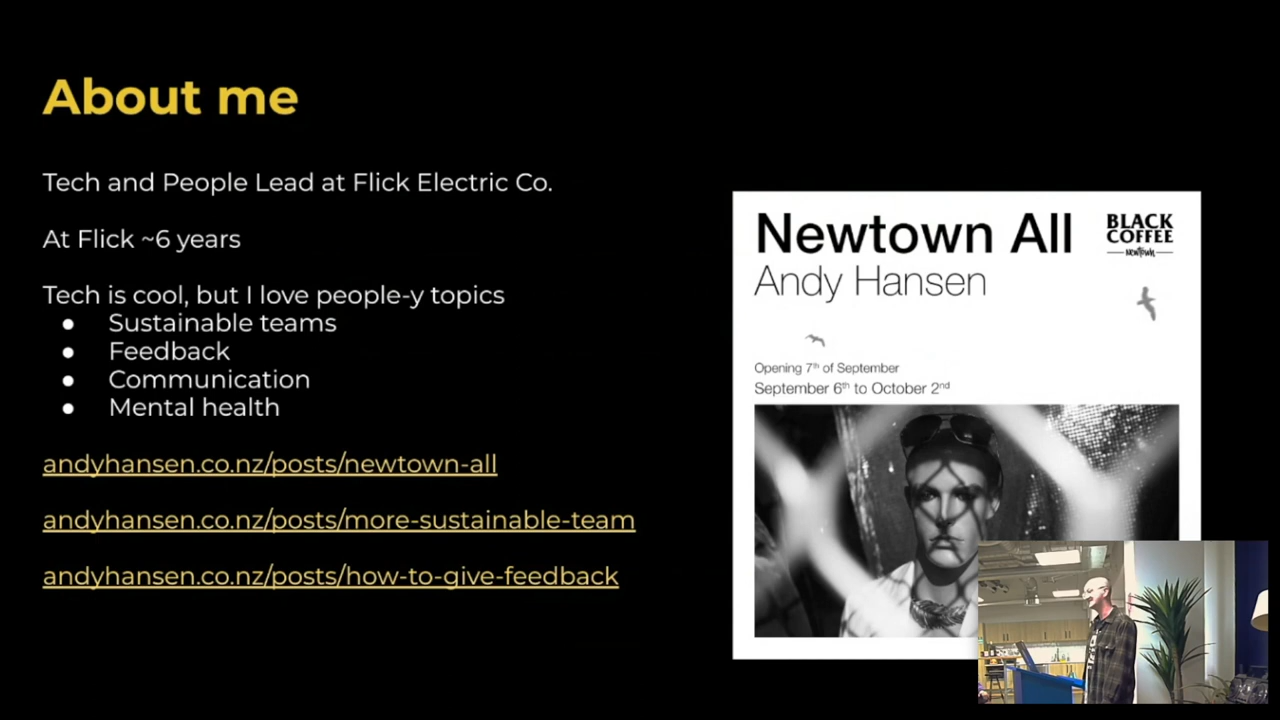 About me
Tech and People Lead at Flick Electric Co.
At Flick ~6 years
Tech is cool, but I love people-y topics
● Sustainable teams
● Feedback
● Communication
● Mental health
andyhansen.co.nz/posts/newtown-all
andyhansen.co.nz/posts/more-sustainable-team
andyhansen.co.nz/posts/how-to-give-feedback
Newtown All
Andy Hansen
BLACK
COFFEE
Newtown
Opening 7th of September
September 6th to October 2nd